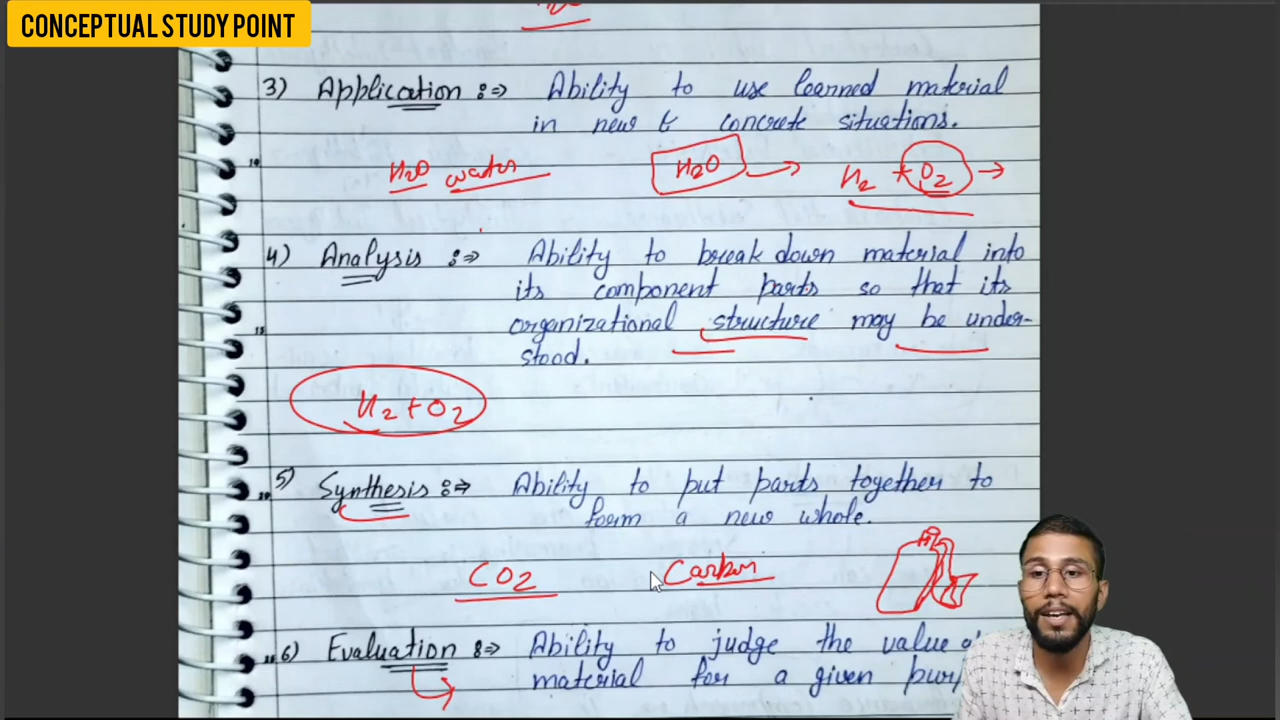 CONCEPTUAL STUDY POINT
3) Application :⇒ Ability to use learned material
in new & concrete situations.
H2O water H2O → H2 + O2 →
4) Analysis :⇒ Ability to break down material into
its component parts so that its
organizational structure may be under-
stood.
H2 + O2
5) Synthesis :⇒ Ability to put parts together to
form a new whole.
CO2 Carbon
6) Evaluation :⇒ Ability to judge the value
material for a given